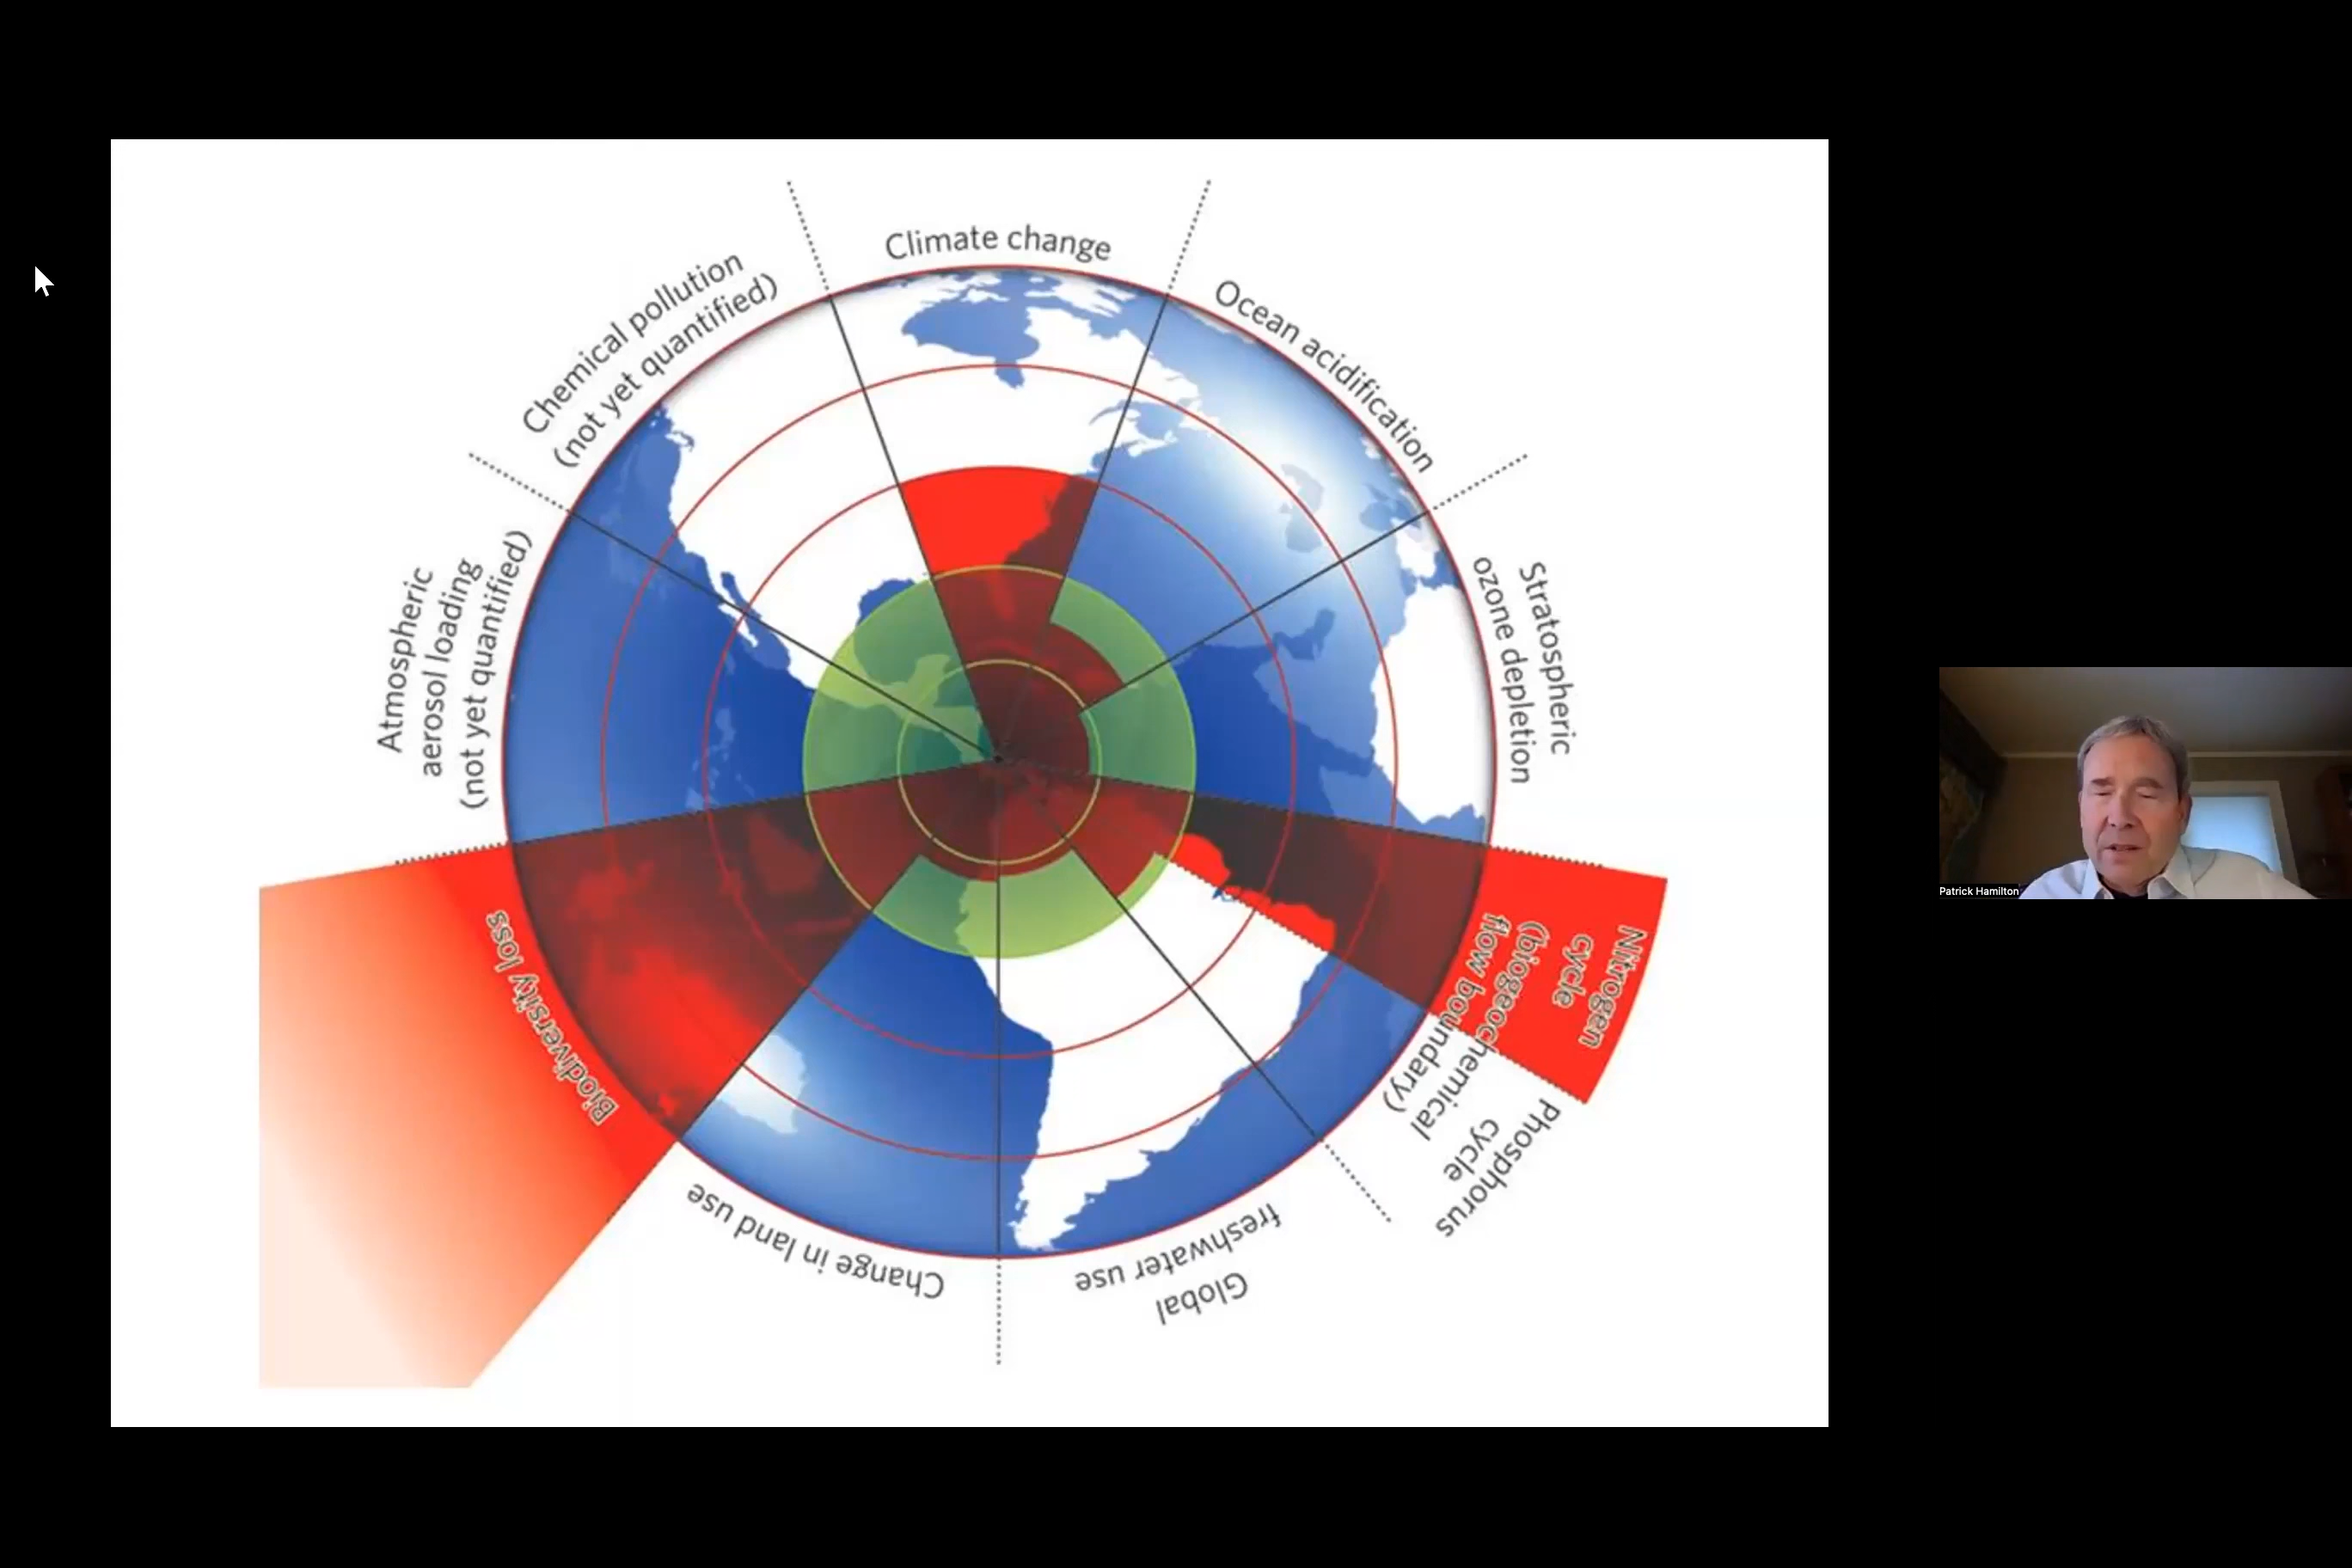 Climate change
Ocean acidification
Stratospheric
ozone depletion
Nitrogen
cycle
(biogeochemical
flow boundary)
Phosphorus
cycle
Global
freshwater use
Change in land use
Biodiversity loss
Atmospheric
aerosol loading
(not yet quantified)
Chemical pollution
(not yet quantified)
Patrick Hamilton